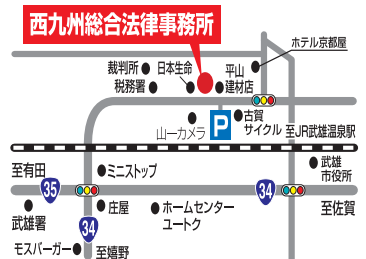 西九州総合法律事務所
ホテル京都屋
裁判所
日本生命
平山
建材店
税務署
山一カメラ
P
古賀
サイクル
至JR武雄温泉駅
至有田
35
ミニストップ
34
武雄
市役所
武雄署
庄屋
ホームセンター
ユートク
至佐賀
34
モスバーガー
至嬉野